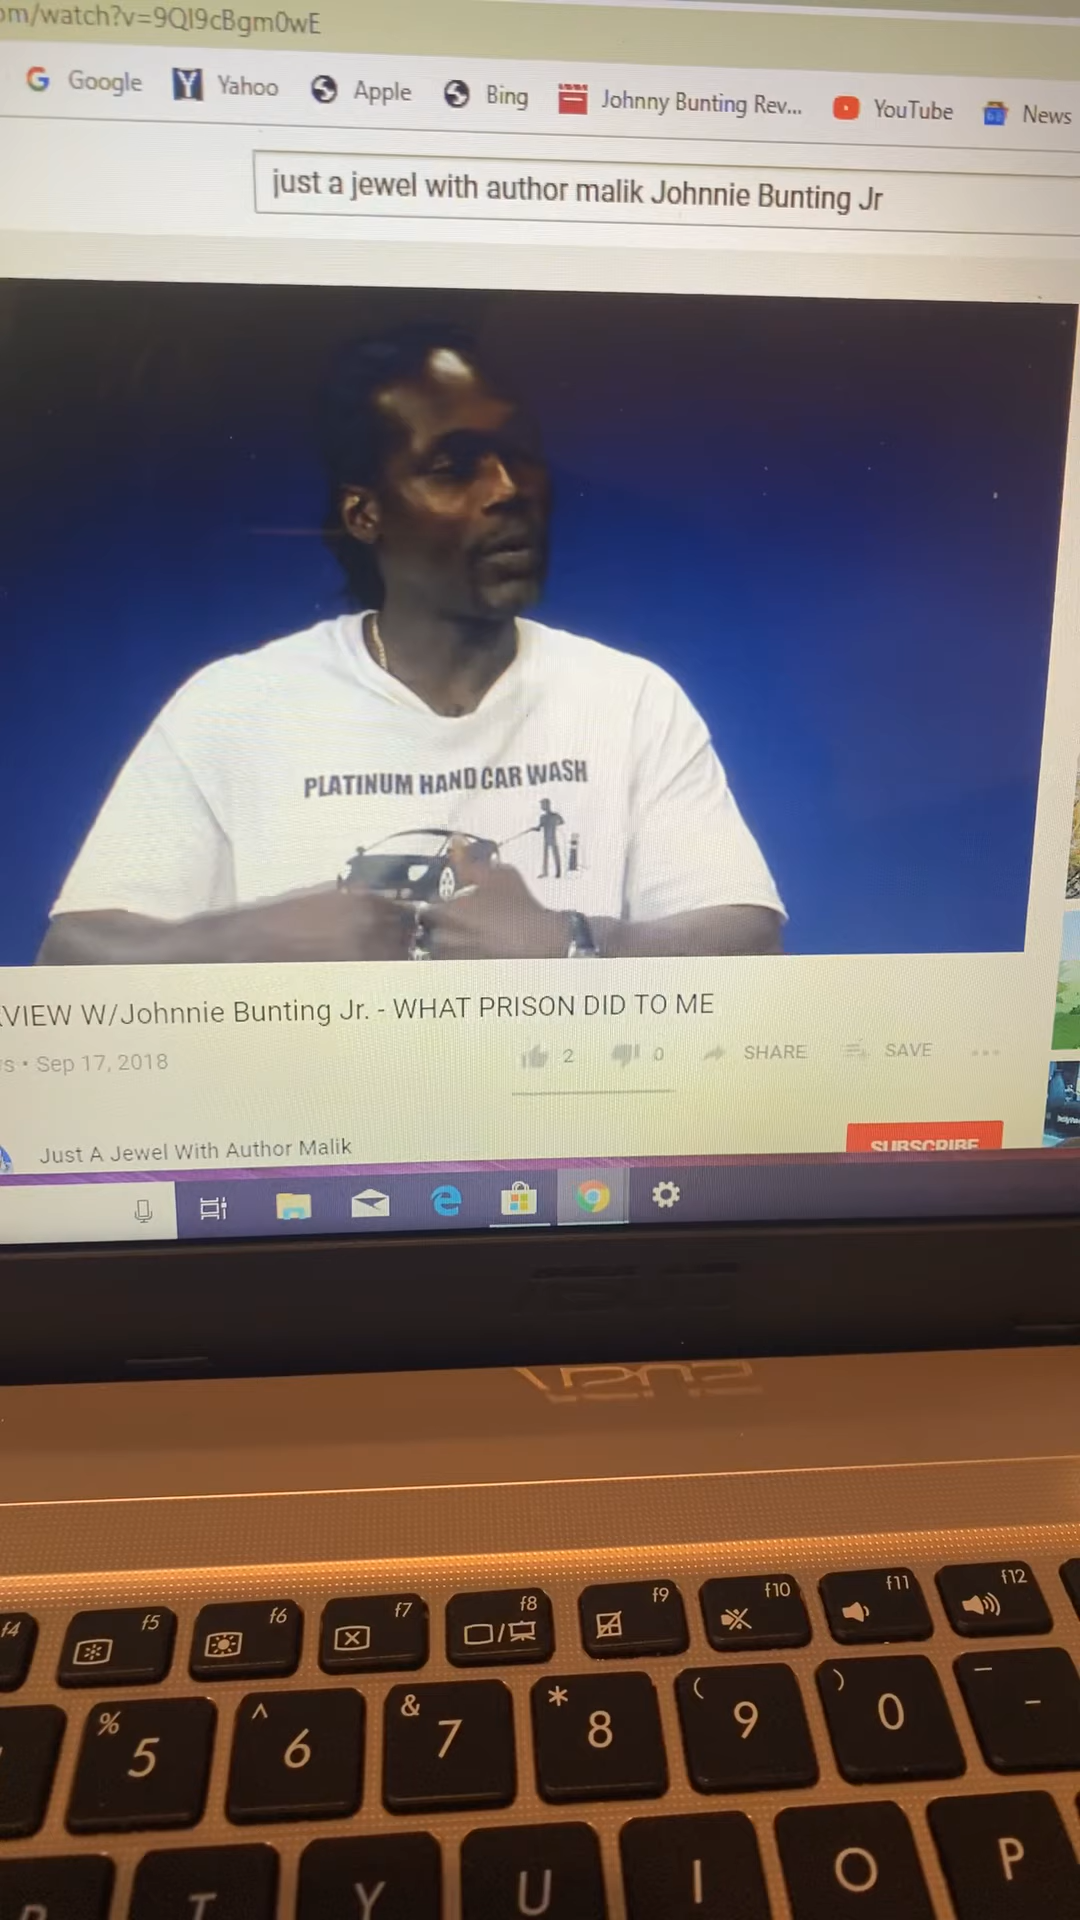 om/watch?v=9QI9cBgm0wE
Google Yahoo Apple Bing Johnny Bunting Rev... YouTube News
just a jewel with author malik Johnnie Bunting Jr
PLATINUM HAND CAR WASH
VIEW W/Johnnie Bunting Jr. - WHAT PRISON DID TO ME
s • Sep 17, 2018 2 0 SHARE SAVE
Just A Jewel With Author Malik SUBSCRIBE
f4 f5 f6 f7 f8 f9 f10 f11 f12
% 5 ^ 6 & 7 * 8 ( 9 ) 0 _ -
T Y U I O P